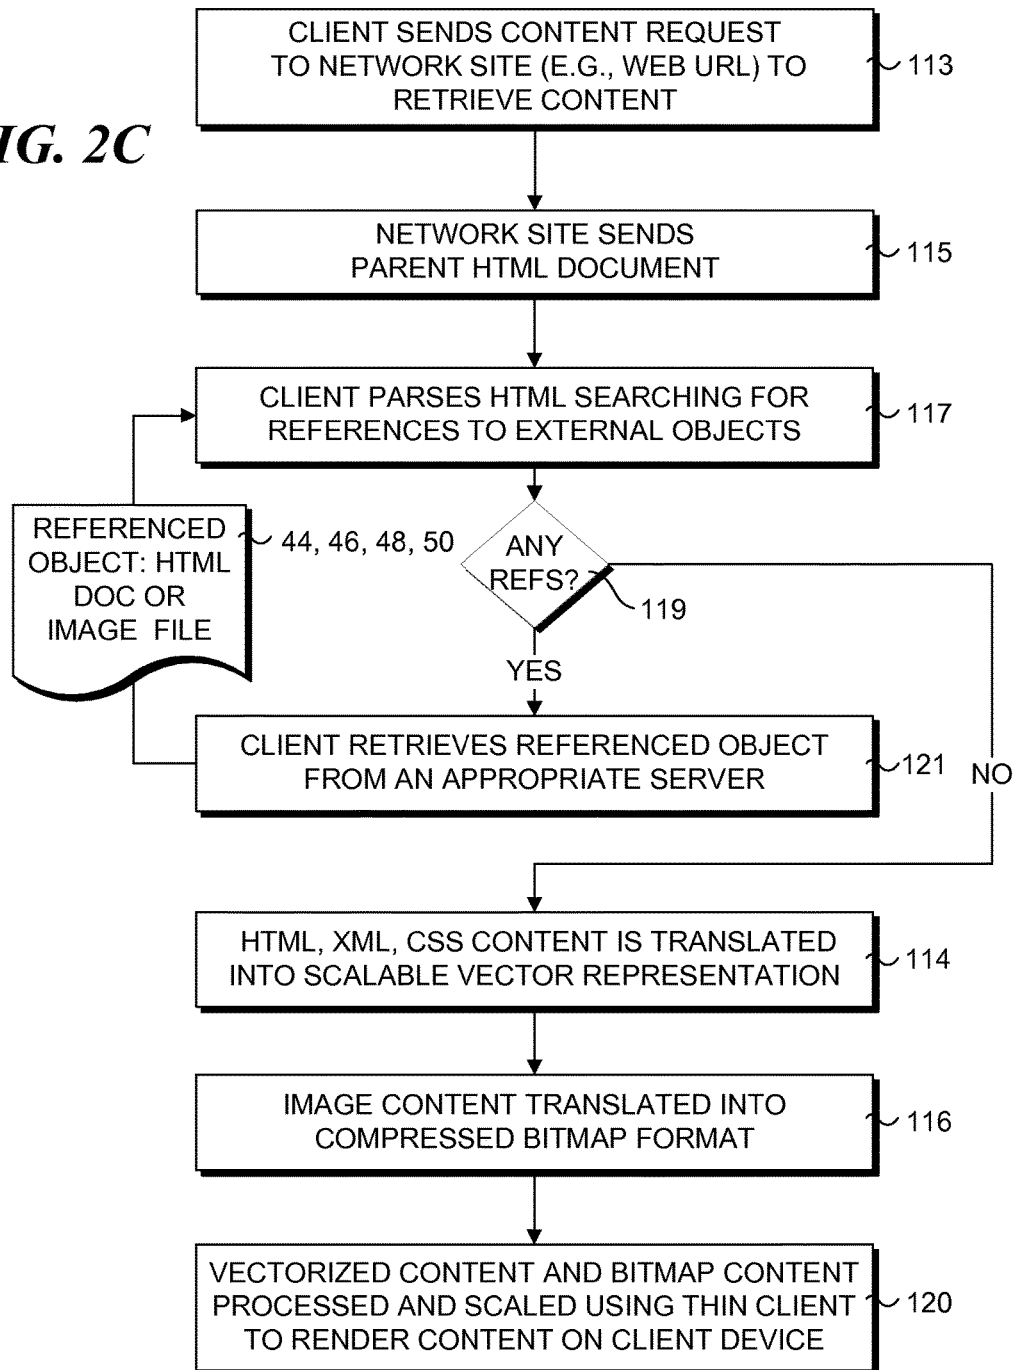 CLIENT SENDS CONTENT REQUEST
TO NETWORK SITE (E.G., WEB URL) TO
RETRIEVE CONTENT
113
IG. 2C
NETWORK SITE SENDS
PARENT HTML DOCUMENT
115
CLIENT PARSES HTML SEARCHING FOR
REFERENCES TO EXTERNAL OBJECTS
117
REFERENCED
OBJECT: HTML
DOC OR
IMAGE FILE
44, 46, 48, 50
ANY
REFS?
119
YES
CLIENT RETRIEVES REFERENCED OBJECT
FROM AN APPROPRIATE SERVER
121
NO
HTML, XML, CSS CONTENT IS TRANSLATED
INTO SCALABLE VECTOR REPRESENTATION
114
IMAGE CONTENT TRANSLATED INTO
COMPRESSED BITMAP FORMAT
116
VECTORIZED CONTENT AND BITMAP CONTENT
PROCESSED AND SCALED USING THIN CLIENT
TO RENDER CONTENT ON CLIENT DEVICE
120